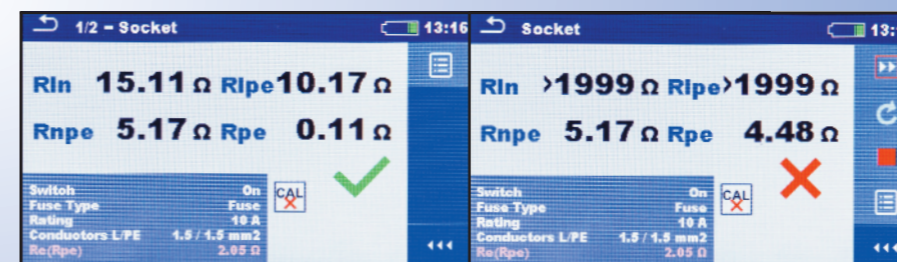 1/2 - Socket 13:16
Rln 15.11 Ω Rlpe 10.17 Ω
Rnpe 5.17 Ω Rpe 0.11 Ω
Switch On
Fuse Type Fuse
Rating 10 A
Conductors L/PE 1.5 / 1.5 mm2
Re(Rpe) 2.05 Ω
CAL
Socket 13:
Rln >1999 Ω Rlpe >1999 Ω
Rnpe 5.17 Ω Rpe 4.48 Ω
Switch On
Fuse Type Fuse
Rating 10 A
Conductors L/PE 1.5 / 1.5 mm2
Re(Rpe) 2.05 Ω
CAL